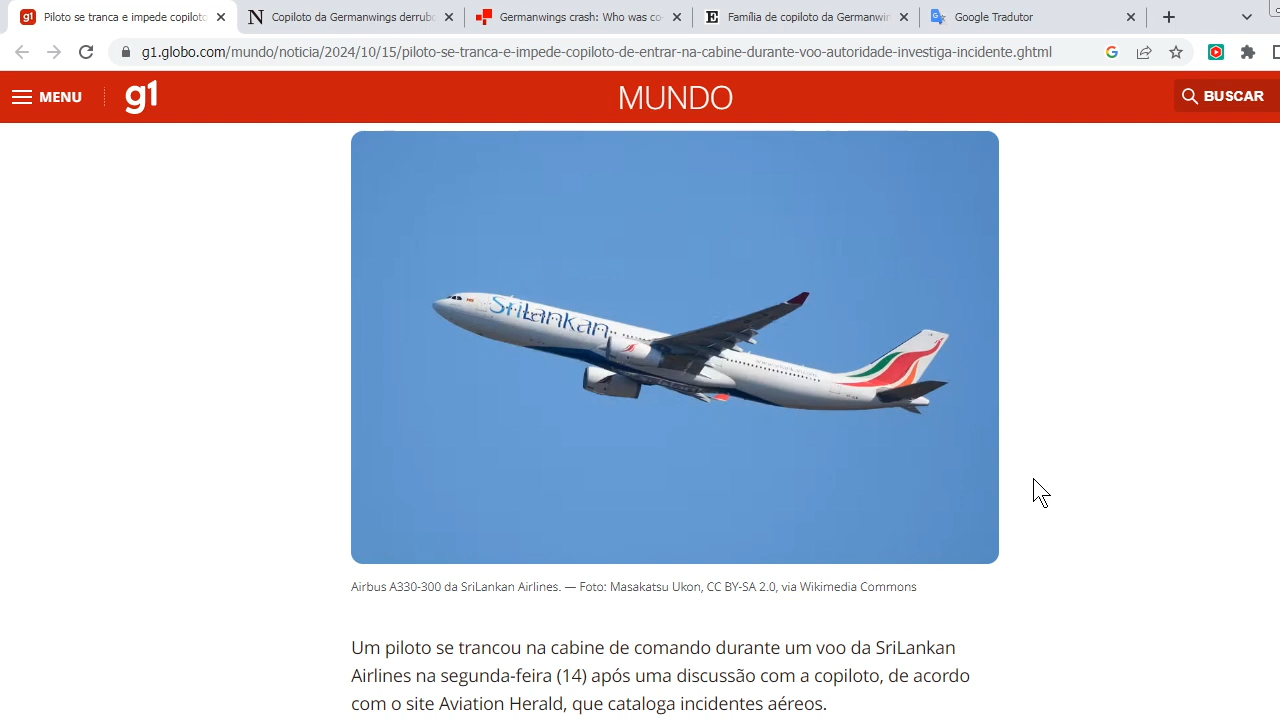 Piloto se tranca e impede copiloto
Copiloto da Germanwings derrub
Germanwings crash: Who was co-
Família de copiloto da Germanwin
Google Tradutor
g1.globo.com/mundo/noticia/2024/10/15/piloto-se-tranca-e-impede-copiloto-de-entrar-na-cabine-durante-voo-autoridade-investiga-incidente.ghtml
MENU
g1
MUNDO
BUSCAR
SriLankan
Airbus A330-300 da SriLankan Airlines. — Foto: Masakatsu Ukon, CC BY-SA 2.0, via Wikimedia Commons
Um piloto se trancou na cabine de comando durante um voo da SriLankan
Airlines na segunda-feira (14) após uma discussão com a copiloto, de acordo
com o site Aviation Herald, que cataloga incidentes aéreos.